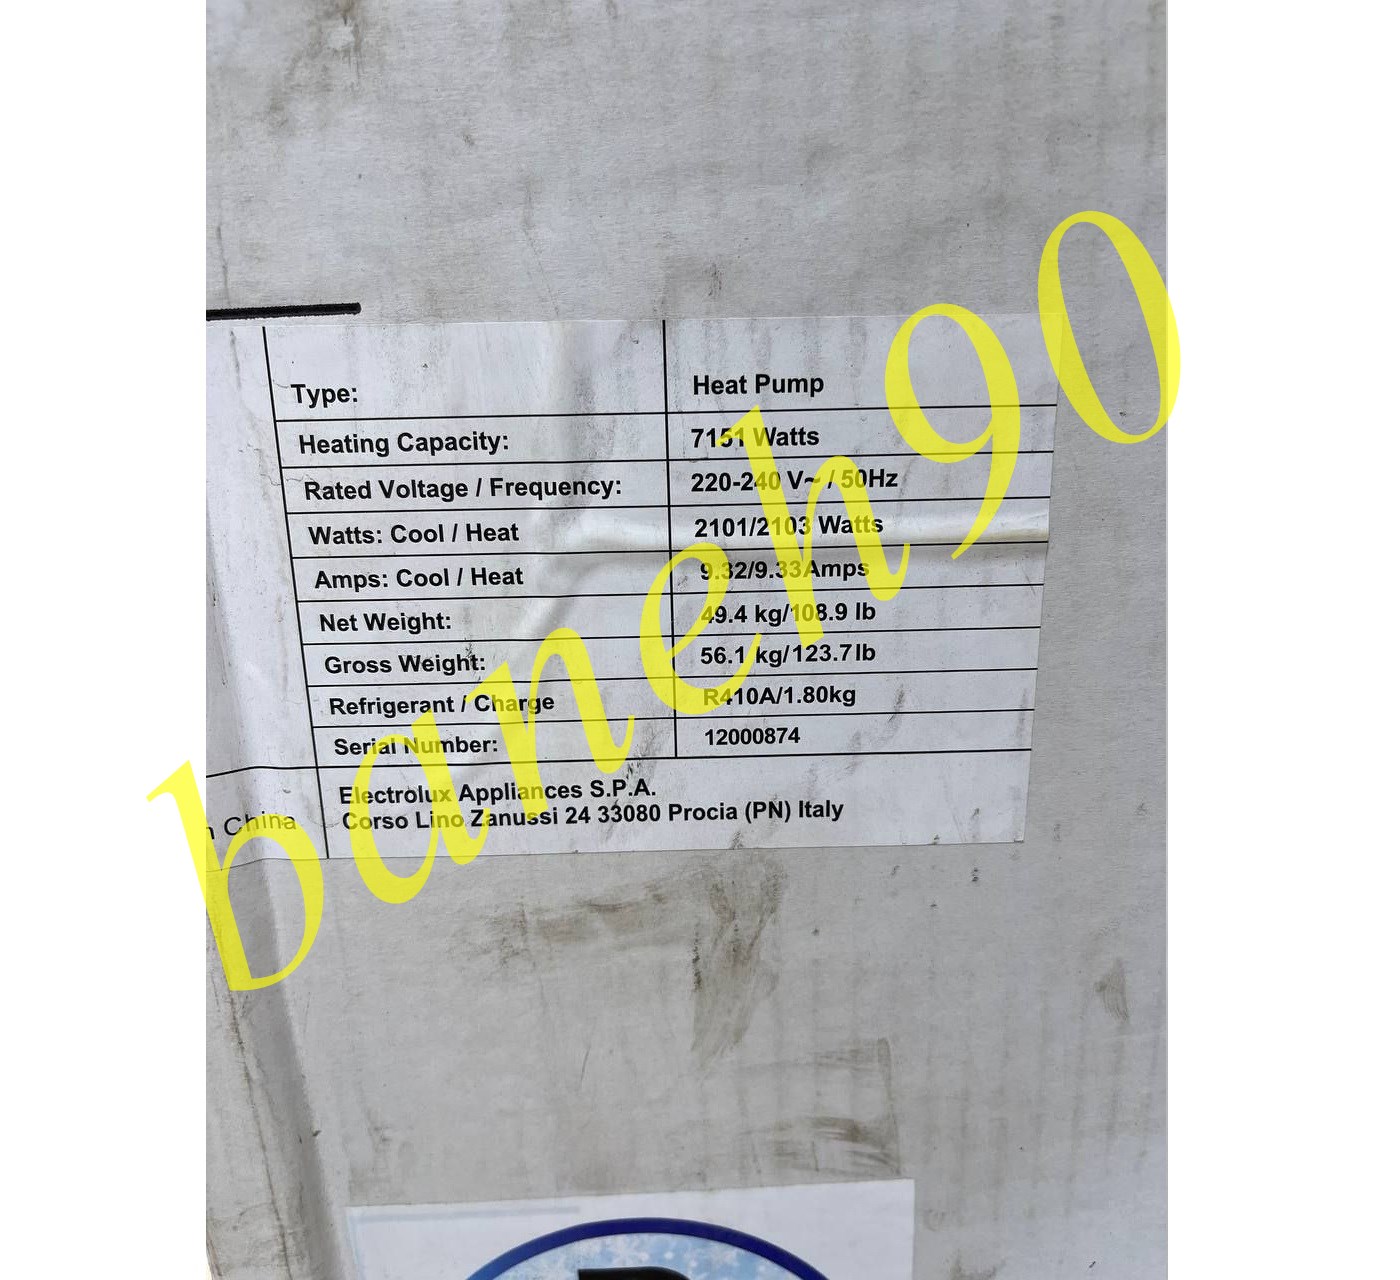 Type: Heat Pump
Heating Capacity: 7151 Watts
Rated Voltage / Frequency: 220-240 V~ / 50Hz
Watts: Cool / Heat 2101/2103 Watts
Amps: Cool / Heat 9.32/9.33Amps
Net Weight: 49.4 kg/108.9 lb
Gross Weight: 56.1 kg/123.7lb
Refrigerant / Charge R410A/1.80kg
Serial Number: 12000874
Electrolux Appliances S.P.A.
China Corso Lino Zanussi 24 33080 Procia (PN) Italy
baneh90